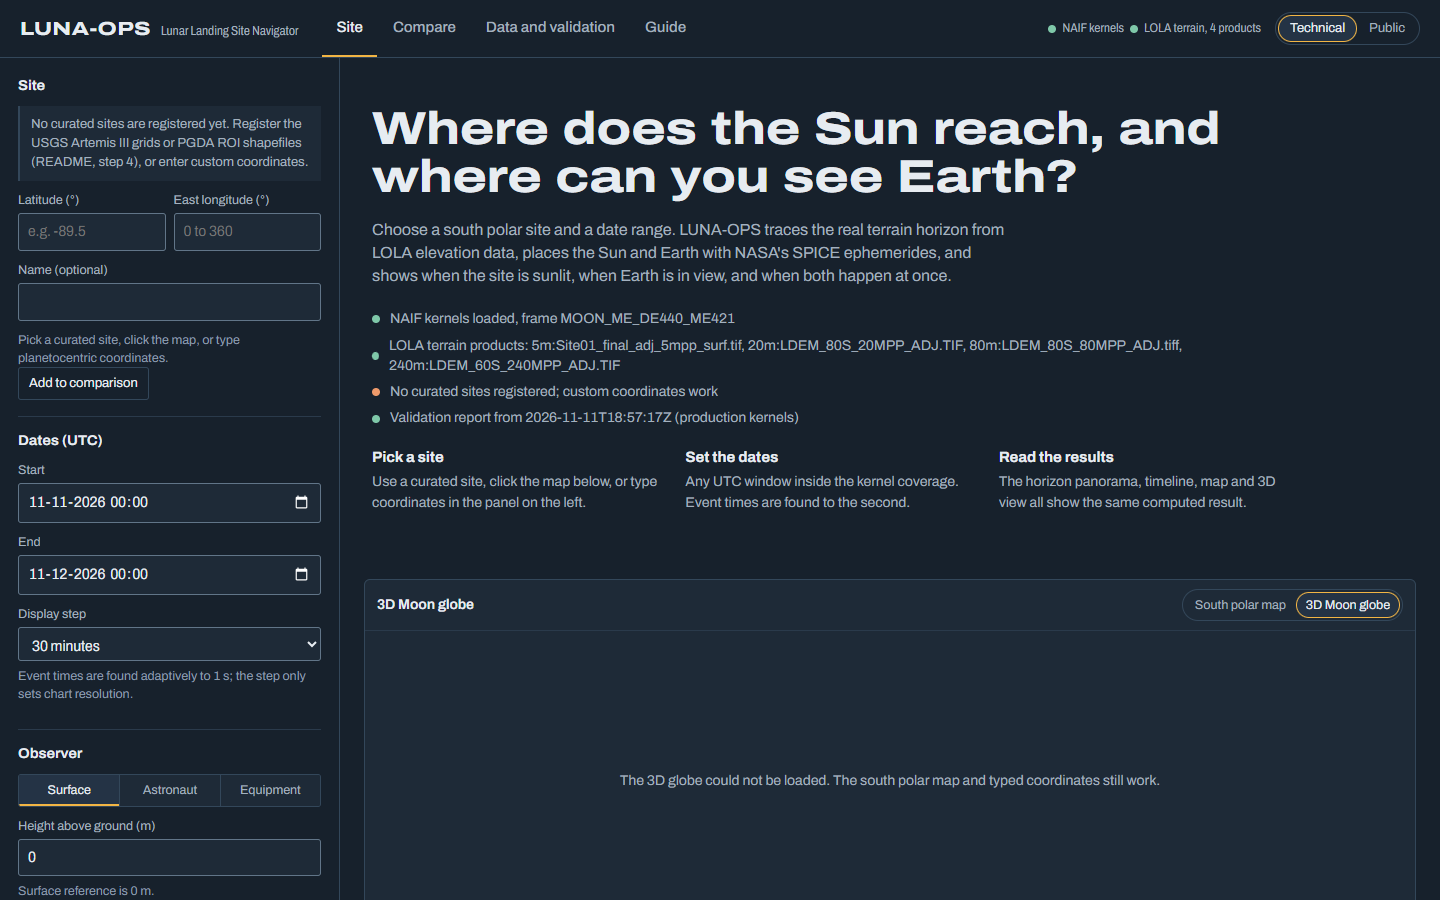 LUNA-OPS Lunar Landing Site Navigator Site Compare Data and validation Guide NAIF kernels LOLA terrain, 4 products Technical Public
Site
No curated sites are registered yet. Register the
USGS Artemis III grids or PGDA ROI shapefiles
(README, step 4), or enter custom coordinates.
Latitude (°) East longitude (°)
e.g. -89.5 0 to 360
Name (optional)
Pick a curated site, click the map, or type
planetocentric coordinates.
Add to comparison
Dates (UTC)
Start
11-11-2026 00:00
End
11-12-2026 00:00
Display step
30 minutes
Event times are found adaptively to 1 s; the step only
sets chart resolution.
Observer
Surface Astronaut Equipment
Height above ground (m)
0
Surface reference is 0 m.
Where does the Sun reach, and
where can you see Earth?
Choose a south polar site and a date range. LUNA-OPS traces the real terrain horizon from
LOLA elevation data, places the Sun and Earth with NASA's SPICE ephemerides, and
shows when the site is sunlit, when Earth is in view, and when both happen at once.
NAIF kernels loaded, frame MOON_ME_DE440_ME421
LOLA terrain products: 5m:Site01_final_adj_5mpp_surf.tif, 20m:LDEM_80S_20MPP_ADJ.TIF, 80m:LDEM_80S_80MPP_ADJ.tiff,
240m:LDEM_60S_240MPP_ADJ.TIF
No curated sites registered; custom coordinates work
Validation report from 2026-11-11T18:57:17Z (production kernels)
Pick a site
Use a curated site, click the map below, or type
coordinates in the panel on the left.
Set the dates
Any UTC window inside the kernel coverage.
Event times are found to the second.
Read the results
The horizon panorama, timeline, map and 3D
view all show the same computed result.
3D Moon globe South polar map 3D Moon globe
The 3D globe could not be loaded. The south polar map and typed coordinates still work.